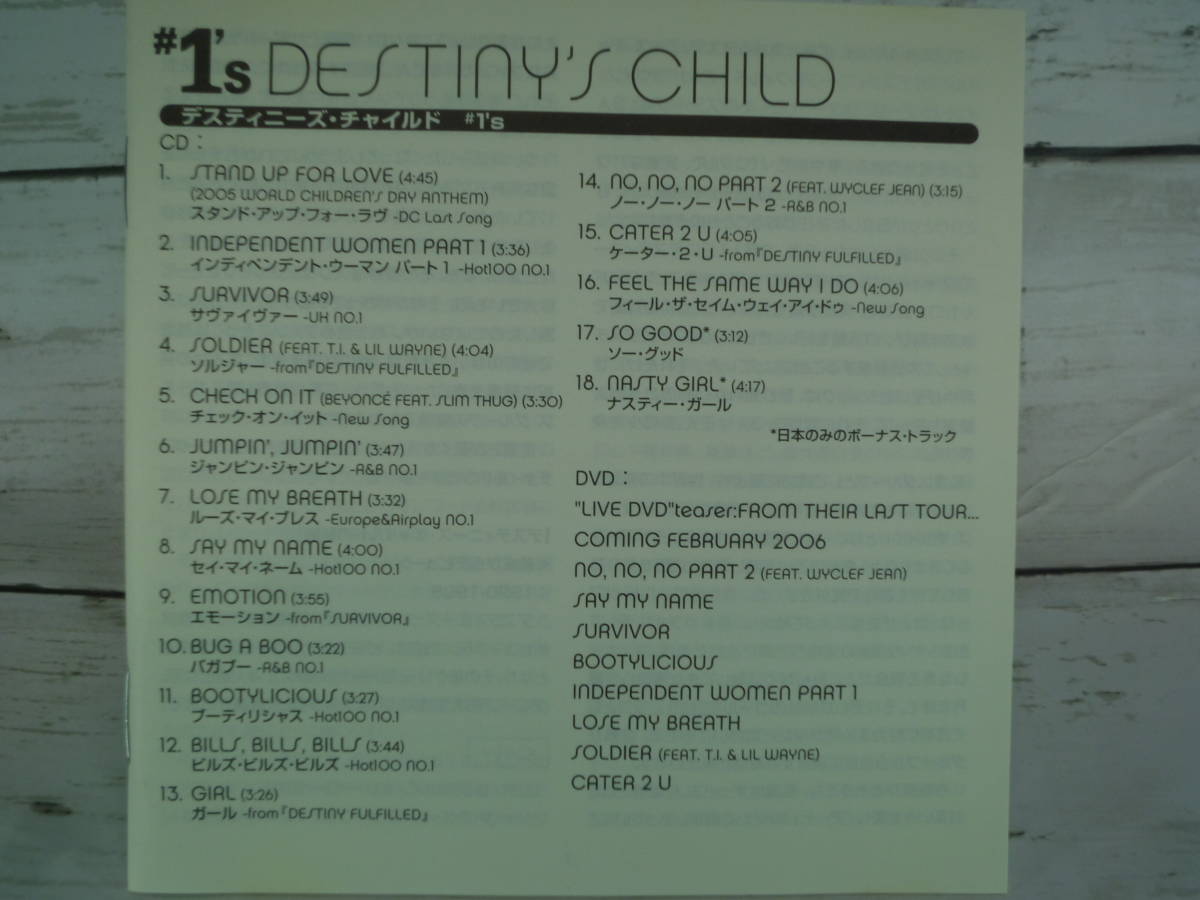 #1's DESTINY'S CHILD
デスティニーズ・チャイルド #1's
CD：
1. STAND UP FOR LOVE (4:45)
(2005 WORLD CHILDREN'S DAY ANTHEM)
スタンド・アップ・フォー・ラヴ -DC Last Song
2. INDEPENDENT WOMEN PART 1 (3:36)
インディペンデント・ウーマン パート 1 -Hot100 NO.1
3. SURVIVOR (3:49)
サヴァイヴァー -UK NO.1
4. SOLDIER (FEAT. T.I. & LIL WAYNE) (4:04)
ソルジャー -from『DESTINY FULFILLED』
5. CHECH ON IT (BEYONCÉ FEAT. SLIM THUG) (3:30)
チェック・オン・イット -New Song
6. JUMPIN', JUMPIN' (3:47)
ジャンピン・ジャンピン -R&B NO.1
7. LOSE MY BREATH (3:32)
ルーズ・マイ・ブレス -Europe&Airplay NO.1
8. SAY MY NAME (4:00)
セイ・マイ・ネーム -Hot100 NO.1
9. EMOTION (3:55)
エモーション -from『SURVIVOR』
10. BUG A BOO (3:22)
バガブー -R&B NO.1
11. BOOTYLICIOUS (3:27)
ブーティリシャス -Hot100 NO.1
12. BILLS, BILLS, BILLS (3:44)
ビルズ・ビルズ・ビルズ -Hot100 NO.1
13. GIRL (3:26)
ガール -from『DESTINY FULFILLED』
14. NO, NO, NO PART 2 (FEAT. WYCLEF JEAN) (3:15)
ノー・ノー・ノー パート 2 -R&B NO.1
15. CATER 2 U (4:05)
ケーター・2・U -from『DESTINY FULFILLED』
16. FEEL THE SAME WAY I DO (4:06)
フィール・ザ・セイム・ウェイ・アイ・ドゥ -New Song
17. SO GOOD* (3:12)
ソー・グッド
18. NASTY GIRL* (4:17)
ナスティー・ガール
*日本のみのボーナス・トラック
DVD：
"LIVE DVD"teaser:FROM THEIR LAST TOUR...
COMING FEBRUARY 2006
NO, NO, NO PART 2 (FEAT. WYCLEF JEAN)
SAY MY NAME
SURVIVOR
BOOTYLICIOUS
INDEPENDENT WOMEN PART 1
LOSE MY BREATH
SOLDIER (FEAT. T.I. & LIL WAYNE)
CATER 2 U